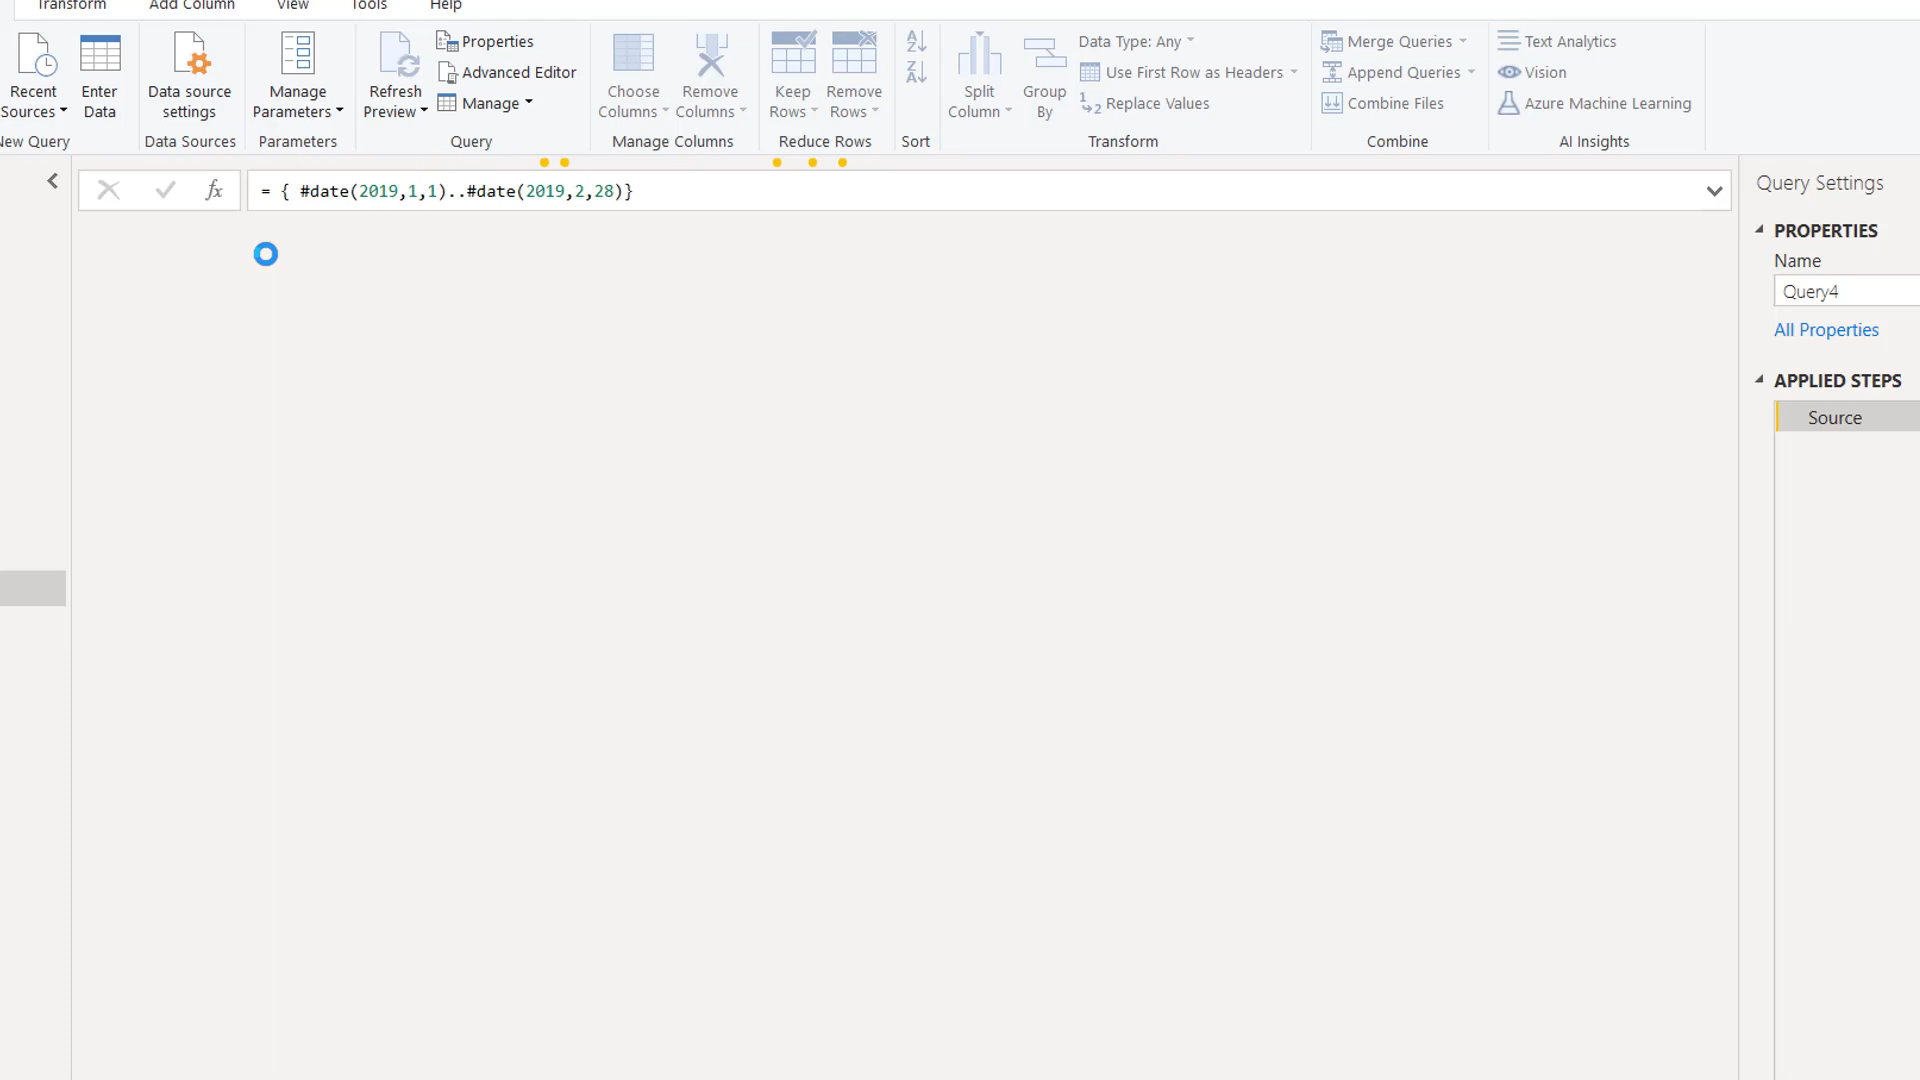 Transform Add Column View Tools Help
Recent Sources
Enter Data
New Query
Data source settings
Data Sources
Manage Parameters
Parameters
Refresh Preview
Properties
Advanced Editor
Manage
Query
Choose Columns
Remove Columns
Manage Columns
Keep Rows
Remove Rows
Reduce Rows
A Z
Z A
Sort
Split Column
Group By
Data Type: Any
Use First Row as Headers
1 2 Replace Values
Transform
Merge Queries
Append Queries
Combine Files
Combine
Text Analytics
Vision
Azure Machine Learning
AI Insights
fx
= { #date(2019,1,1)..#date(2019,2,28)}
Query Settings
PROPERTIES
Name
Query4
All Properties
APPLIED STEPS
Source